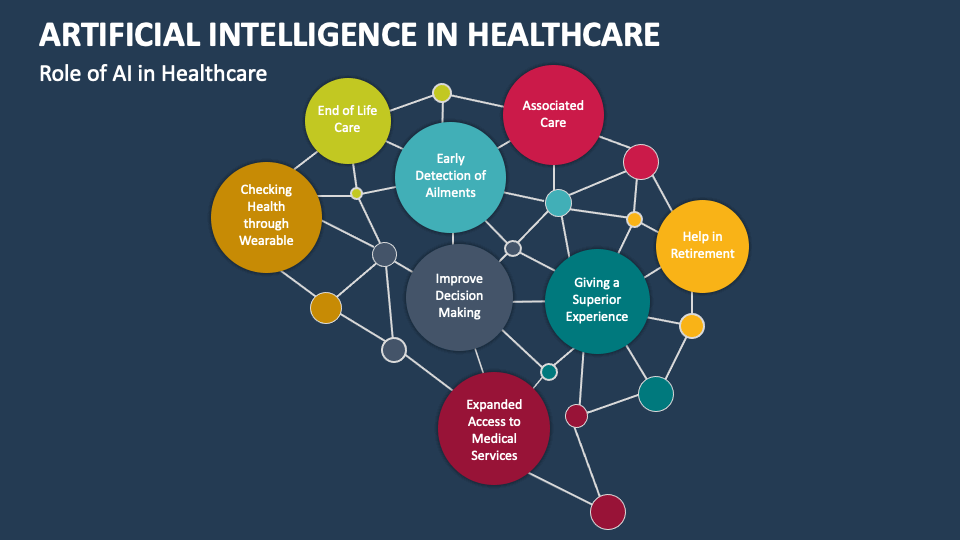 ARTIFICIAL INTELLIGENCE IN HEALTHCARE
Role of AI in Healthcare
End of Life
Care
Associated
Care
Early
Detection of
Ailments
Checking
Health
through
Wearable
Help in
Retirement
Improve
Decision
Making
Giving a
Superior
Experience
Expanded
Access to
Medical
Services